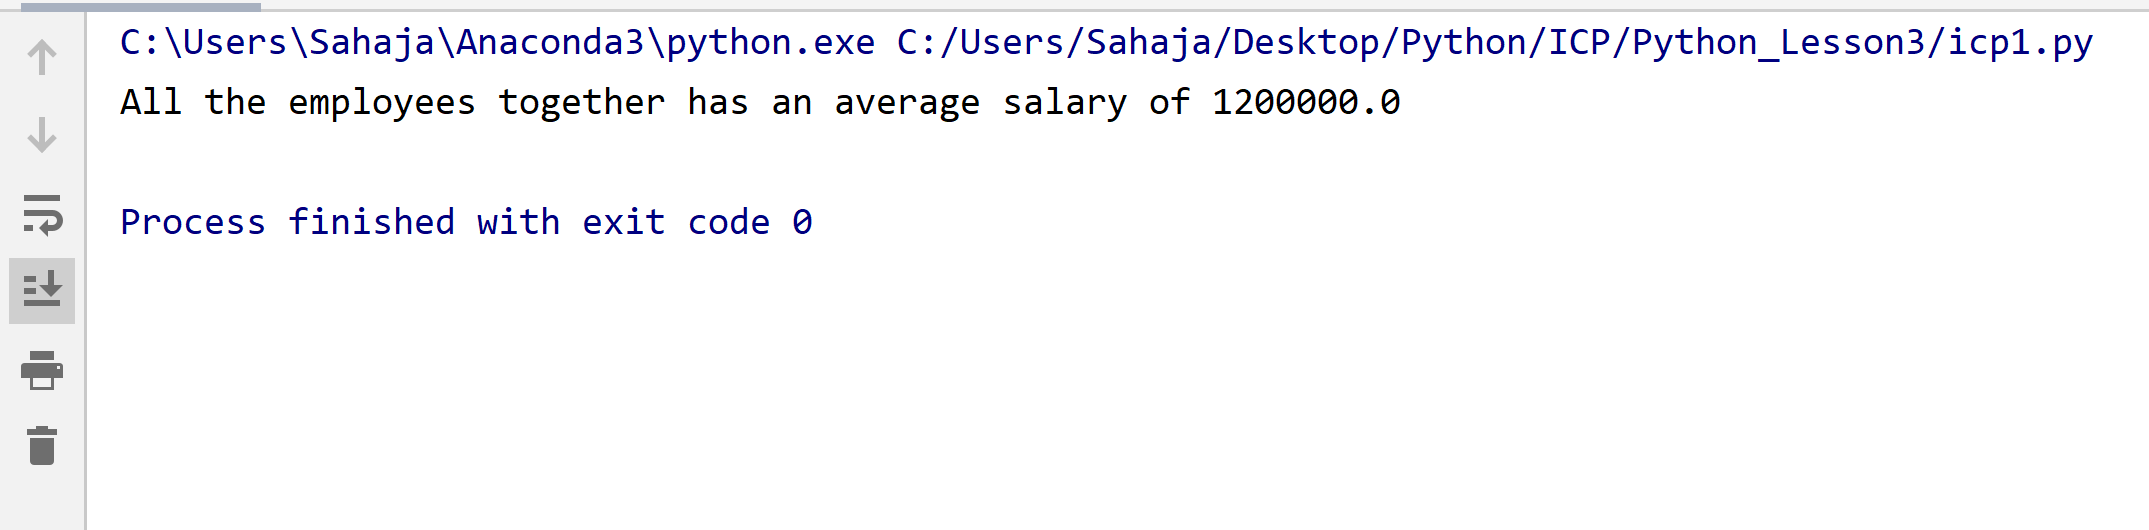 C:\Users\Sahaja\Anaconda3\python.exe C:/Users/Sahaja/Desktop/Python/ICP/Python_Lesson3/icp1.py
All the employees together has an average salary of 1200000.0
Process finished with exit code 0